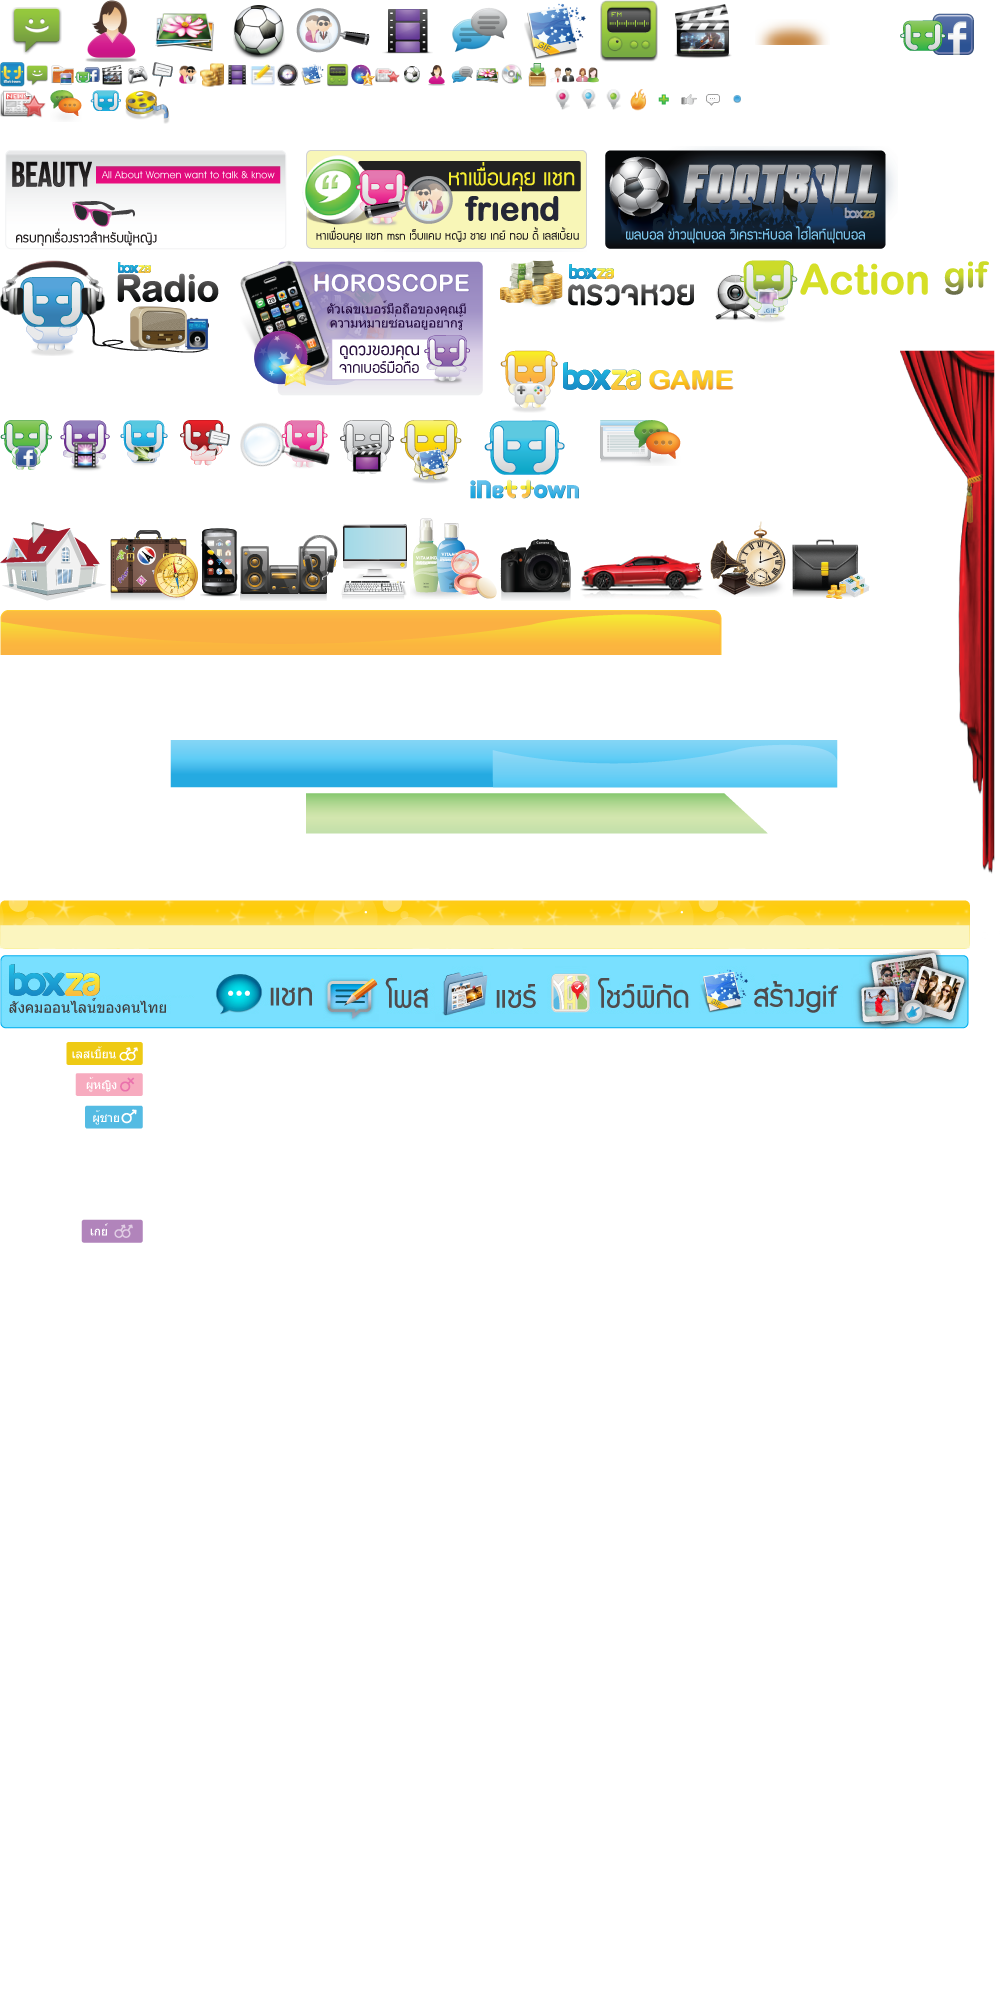 GIF
FM
NEWS
BEAUTY
All About Women want to talk & know
ครบทุกเรื่องราวสำหรับผู้หญิง
หาเพื่อนคุย แชท
friend
หาเพื่อนคุย แชท msn เว็บแคม หญิง ชาย เกย์ ทอม ดี้ เลสเบี้ยน
FOOTBALL
boxza
ผลบอล ข่าวฟุตบอล วิเคราะห์บอล ไฮไลท์ฟุตบอล
boxza
Radio
HOROSCOPE
ตัวเลขเบอร์มือถือของคุณมี
ความหมายซ่อนอยู่อยากรู้
ดูดวงของคุณ
จากเบอร์มือถือ
boxza
ตรวจหวย
.GIF
Action gif
boxza GAME
iNettown
boxza
สังคมออนไลน์ของคนไทย
แชท
โพส
แชร์
โชว์พิกัด
สร้างgif
เลสเบี้ยน
ผู้หญิง
ผู้ชาย
เกย์